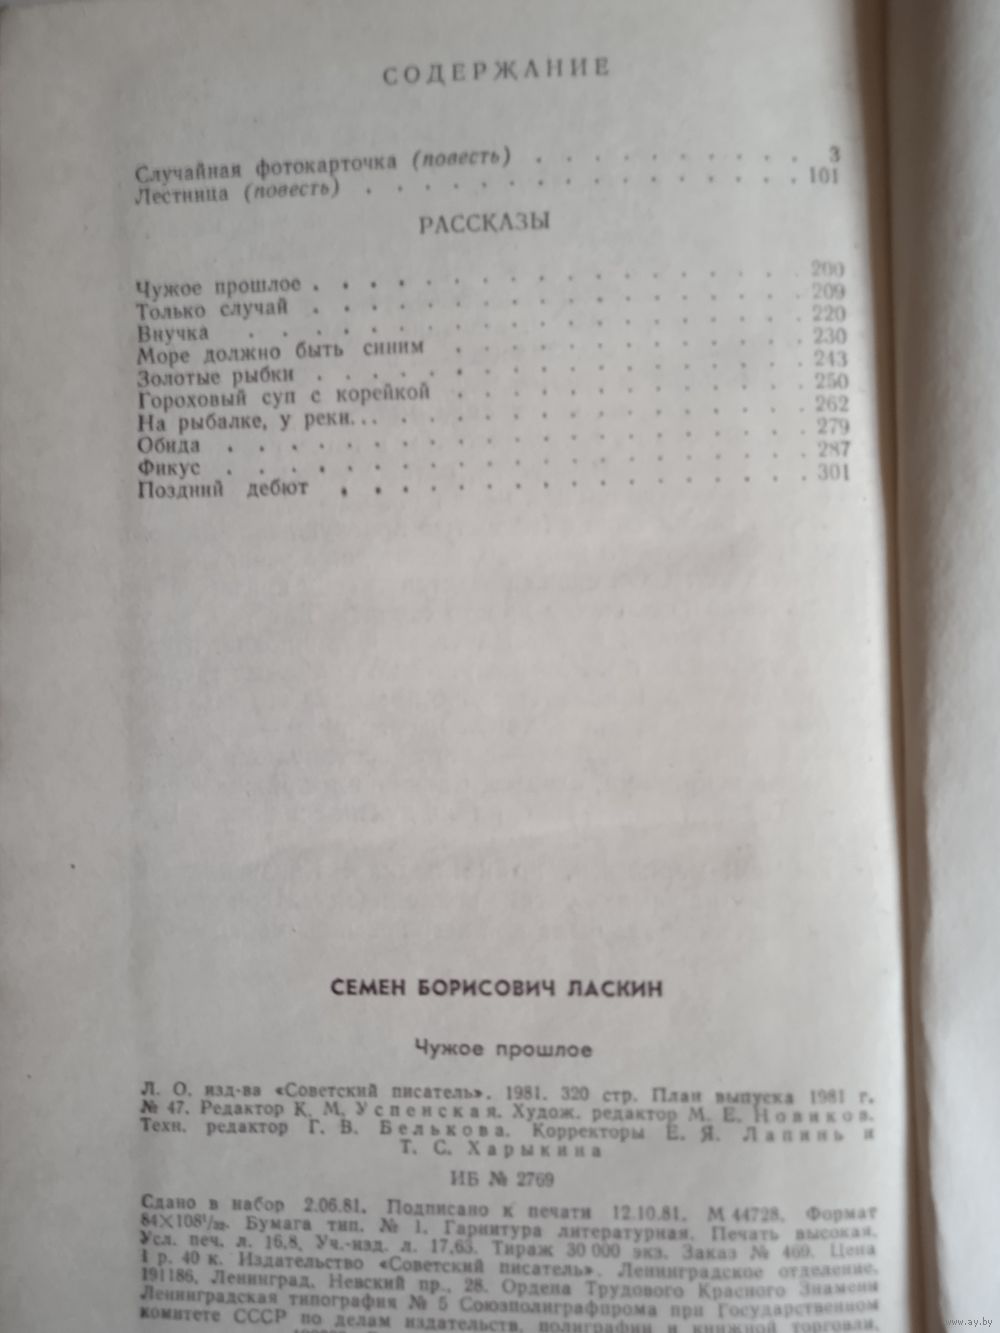 СОДЕРЖАНИЕ
Случайная фотокарточка (повесть) . . . . . . . . . . 3
Лестница (повесть) . . . . . . . . . . . . . . . 101
РАССКАЗЫ
Чужое прошлое . . . . . . . . . . . . . . . . 200
Только случай . . . . . . . . . . . . . . . . 209
Внучка . . . . . . . . . . . . . . . . . . 220
Море должно быть синим . . . . . . . . . . . . 230
Золотые рыбки . . . . . . . . . . . . . . . . 243
Гороховый суп с корейкой . . . . . . . . . . . . 250
На рыбалке, у реки... . . . . . . . . . . . . . . 262
Обида . . . . . . . . . . . . . . . . . . . 279
Фикус . . . . . . . . . . . . . . . . . . . 287
Поздний дебют . . . . . . . . . . . . . . . . 301
СЕМЕН БОРИСОВИЧ ЛАСКИН
Чужое прошлое
Л. О. изд-ва «Советский писатель». 1981. 320 стр. План выпуска 1981 г.
№ 47. Редактор К. М. Успенская. Худож. редактор М. Е. Новиков.
Техн. редактор Г. В. Белькова. Корректоры Е. Я. Лапинь и
Т. С. Харыкина
ИБ № 2769
Сдано в набор 2.06.81. Подписано к печати 12.10.81. М 44728. Формат
84×108¹/₃₂. Бумага тип. № 1. Гарнитура литературная. Печать высокая.
Усл. печ. л. 16,8. Уч.-изд. л. 17,63. Тираж 30 000 экз. Заказ № 469. Цена
1 р. 40 к. Издательство «Советский писатель». Ленинградское отделение.
191186, Ленинград, Невский пр., 28. Ордена Трудового Красного Знамени
Ленинградская типография № 5 Союзполиграфпрома при Государственном
комитете СССР по делам издательств, полиграфии и книжной торговли.
www.ay.by